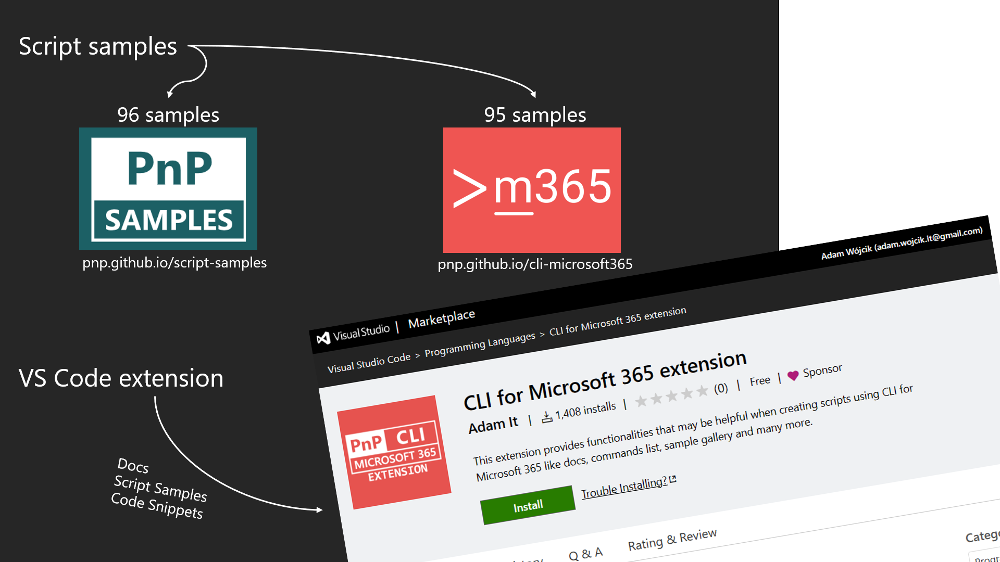 Script samples
96 samples
95 samples
PnP
SAMPLES
>m365
pnp.github.io/script-samples
pnp.github.io/cli-microsoft365
Adam Wójcik (adam.wojcik.it@gmail.com)
Visual Studio | Marketplace
Visual Studio Code > Programming Languages > CLI for Microsoft 365 extension
VS Code extension
Docs
Script Samples
Code Snippets
PnP CLI
MICROSOFT 365
EXTENSION
CLI for Microsoft 365 extension
Adam It | 1,408 installs | (0) | Free | Sponsor
This extension provides functionalities that may be helpful when creating scripts using CLI for
Microsoft 365 like docs, commands list, sample gallery and many more.
Install
Trouble Installing?
Q & A
Rating & Review